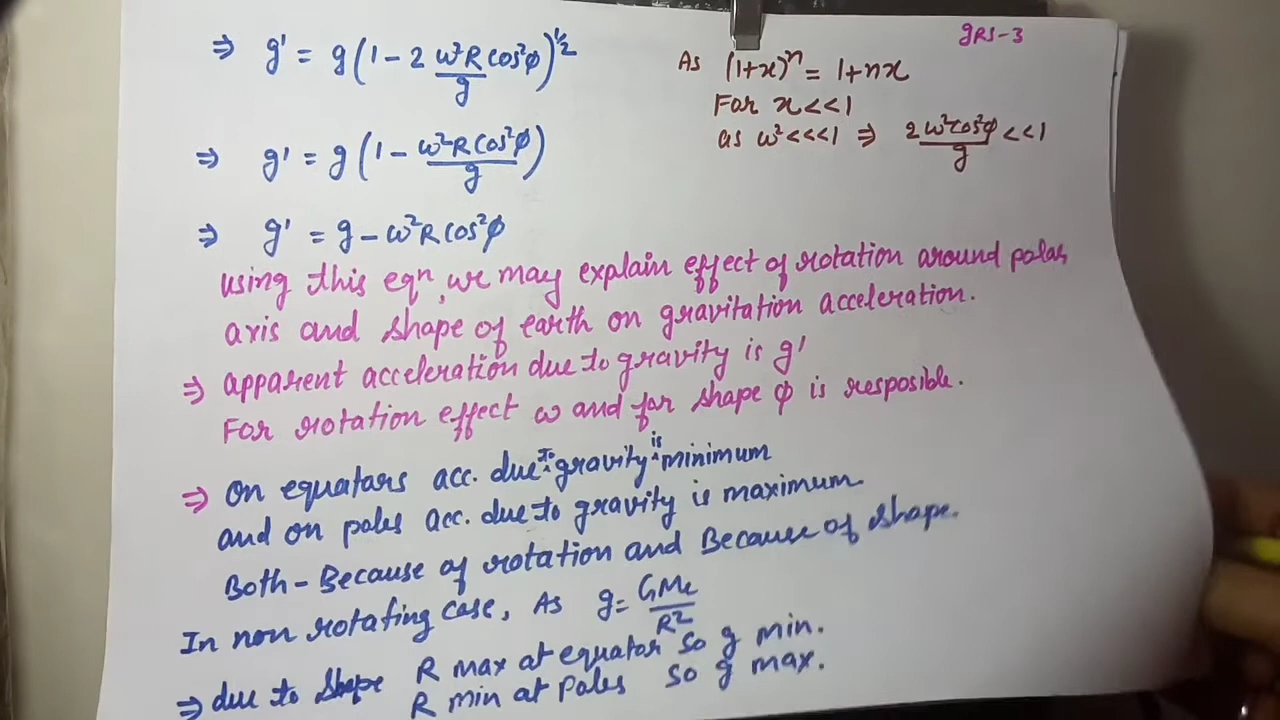 gRS-3
⇒ g' = g(1 - 2 ω²R cos²φ/g)^1/2
As (1+x)ⁿ = 1+nx
For x<<1
as ω²<<<1 ⇒ 2ω²cos²φ/g <<1
⇒ g' = g(1 - ω²R Cos²φ/g)
⇒ g' = g - ω²R cos²φ
using this eqⁿ, we may explain effect of rotation around polar
axis and shape of earth on gravitation acceleration.
⇒ apparent acceleration due to gravity is g'
For rotation effect ω and for shape φ is resposible.
⇒ On equators acc. due to gravity is minimum
and on poles acc. due to gravity is maximum.
Both - Because of rotation and Because of shape.
In non rotating case, As g = GMe/R²
⇒ due to shape R max at equator so g min.
R min at Poles so g max.